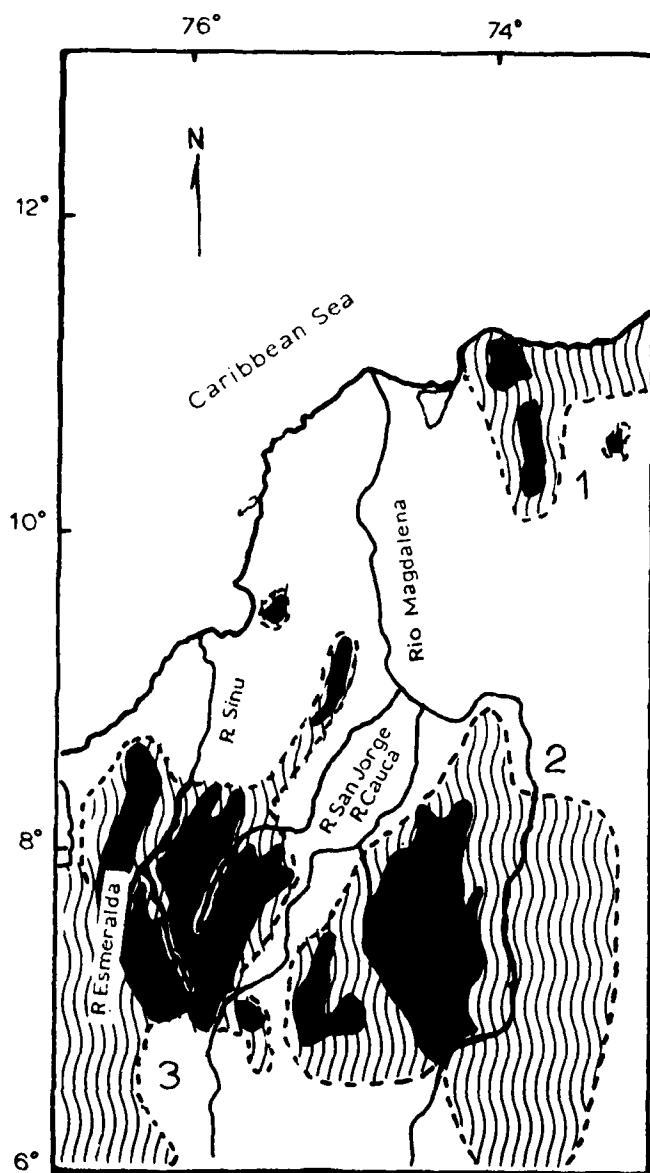 76°
74°
N
12°
Caribbean Sea
1
10°
Rio Magdalena
R Sinu
R San Jorge
R Cauca
2
8°
R Esmeralda
3
6°